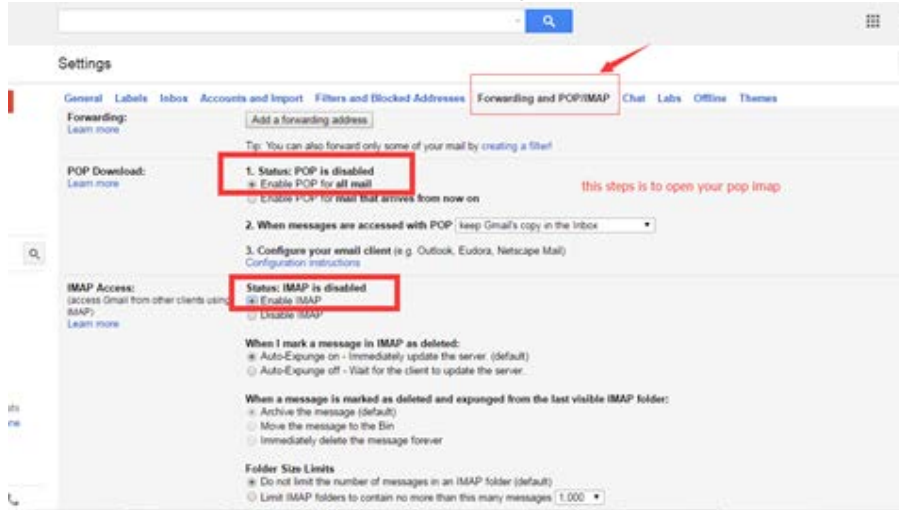 Settings
General Labels Inbox Accounts and Import Filters and Blocked Addresses Forwarding and POP/IMAP Chat Labs Offline Themes
Forwarding:
Learn more
Add a forwarding address
Tip: You can also forward only some of your mail by creating a filter!
POP Download:
Learn more
1. Status: POP is disabled
Enable POP for all mail
Enable POP for mail that arrives from now on
this steps is to open your pop imap
2. When messages are accessed with POP keep Gmail's copy in the Inbox
3. Configure your email client (e.g. Outlook, Eudora, Netscape Mail)
Configuration instructions
IMAP Access:
(access Gmail from other clients using
IMAP)
Learn more
Status: IMAP is disabled
Enable IMAP
Disable IMAP
When I mark a message in IMAP as deleted:
Auto-Expunge on - Immediately update the server. (default)
Auto-Expunge off - Wait for the client to update the server.
When a message is marked as deleted and expunged from the last visible IMAP folder:
Archive the message (default)
Move the message to the Bin
Immediately delete the message forever
Folder Size Limits
Do not limit the number of messages in an IMAP folder (default)
Limit IMAP folders to contain no more than this many messages 1,000